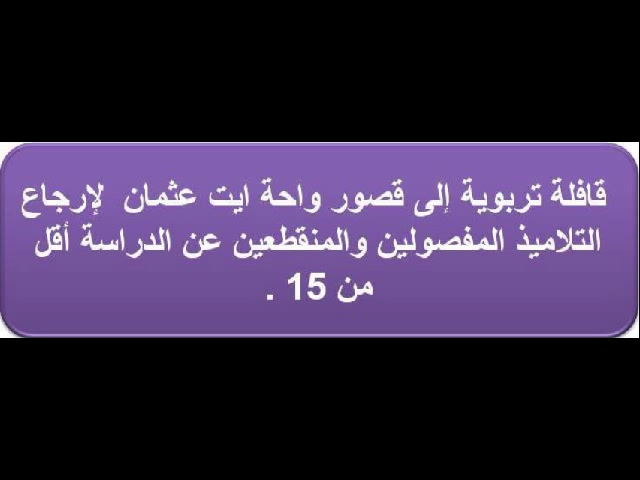 قافلة تربوية إلى قصور واحة ايت عثمان لإرجاع
التلاميذ المفصولين والمنقطعين عن الدراسة أقل
من 15 .